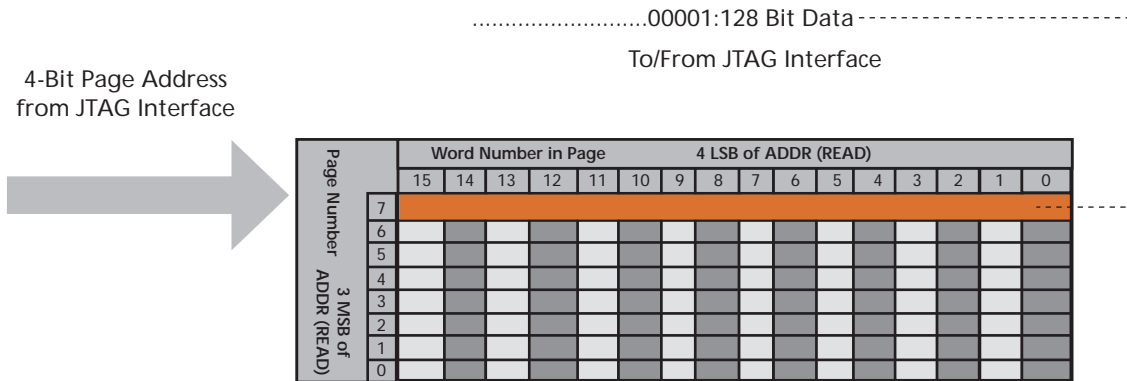 ..........................00001:128 Bit Data
To/From JTAG Interface
4-Bit Page Address
from JTAG Interface
Page Number
3 MSB of
ADDR (READ)
Word Number in Page 4 LSB of ADDR (READ)
15 14 13 12 11 10 9 8 7 6 5 4 3 2 1 0
7
6
5
4
3
2
1
0